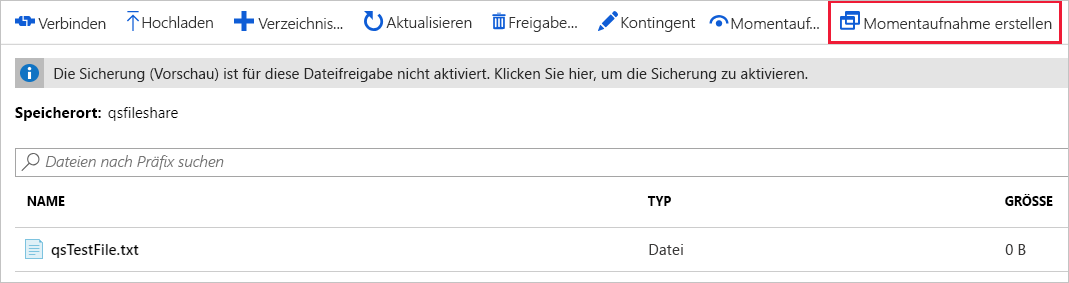 Verbinden Hochladen Verzeichnis... Aktualisieren Freigabe... Kontingent Momentauf... Momentaufnahme erstellen
Die Sicherung (Vorschau) ist für diese Dateifreigabe nicht aktiviert. Klicken Sie hier, um die Sicherung zu aktivieren.
Speicherort: qsfileshare
Dateien nach Präfix suchen
NAME TYP GRÖSSE
qsTestFile.txt Datei 0 B